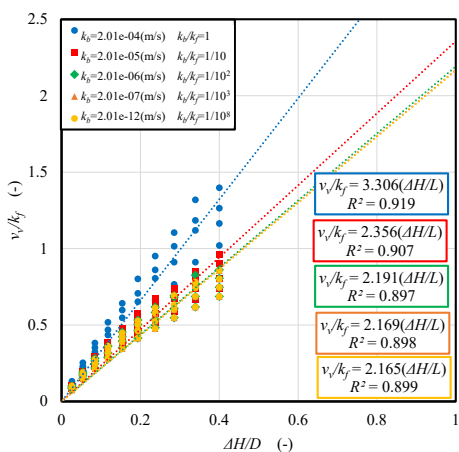 2.5
2
1.5
1
0.5
0
v_v/k_f (-)
k_b=2.01e-04(m/s) k_b/k_f=1
k_b=2.01e-05(m/s) k_b/k_f=1/10
k_b=2.01e-06(m/s) k_b/k_f=1/10²
k_b=2.01e-07(m/s) k_b/k_f=1/10³
k_b=2.01e-12(m/s) k_b/k_f=1/10⁸
v_v/k_f = 3.306(ΔH/L)
R² = 0.919
v_v/k_f = 2.356(ΔH/L)
R² = 0.907
v_v/k_f = 2.191(ΔH/L)
R² = 0.897
v_v/k_f = 2.169(ΔH/L)
R² = 0.898
v_v/k_f = 2.165(ΔH/L)
R² = 0.899
0 0.2 0.4 0.6 0.8 1
ΔH/D (-)